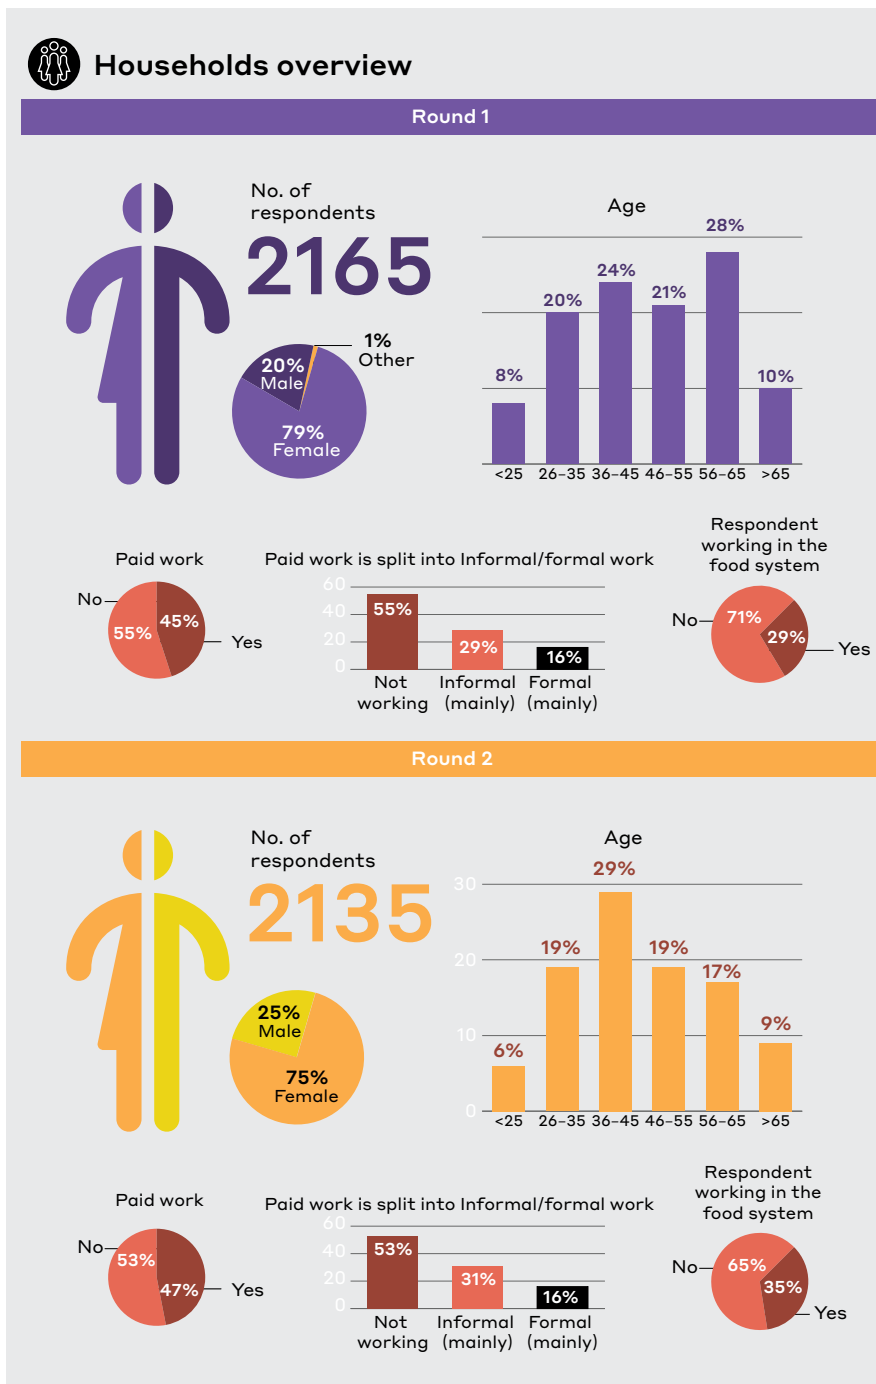 Households overview
Round 1
No. of
respondents
2165
1%
Other
20%
Male
79%
Female
Age
28%
24%
20%
21%
8%
10%
<25 26–35 36–45 46–55 56–65 >65
Paid work
No
55%
45%
Yes
Paid work is split into Informal/formal work
60
40
20
0
55%
29%
16%
Not
working
Informal
(mainly)
Formal
(mainly)
Respondent
working in the
food system
No
71%
29%
Yes
Round 2
No. of
respondents
2135
25%
Male
75%
Female
Age
30
20
10
0
29%
19%
19%
17%
9%
6%
<25 26–35 36–45 46–55 56–65 >65
Paid work
No
53%
47%
Yes
Paid work is split into Informal/formal work
60
40
20
0
53%
31%
16%
Not
working
Informal
(mainly)
Formal
(mainly)
Respondent
working in the
food system
No
65%
35%
Yes